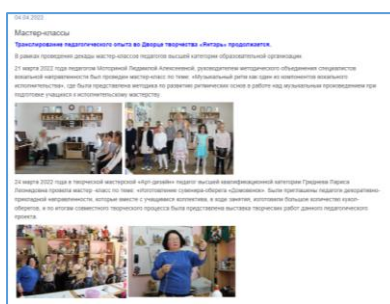 04.04.2022
Мастер-классы
Транслирование педагогического опыта во Дворце творчества «Янтарь» продолжается.
В рамках проведения декады мастер-классов педагогов высшей категории образовательной организации
21 марта 2022 года педагогом Моториной Людмилой Алексеевной, руководителем методического объединения специалистов
вокальной направленности был проведен мастер-класс по теме: «Музыкальный ритм как один из компонентов вокального
исполнительства», где была представлена методика по развитию ритмических основ в работе над музыкальным произведением при
подготовке учащихся к исполнительскому мастерству.
24 марта 2022 года в творческой мастерской «Арт-дизайн» педагог высшей квалификационной категории Лариса
Леонидовна провела мастер -класс по теме: «Изготовление сувенира-оберега «Домовенок». Были приглашены педагоги декоративно-
прикладной направленности, которые вместе с учащимися коллектива, в ходе занятия, изготовили большое количество кукол-
оберегов, и по итогам совместного творческого процесса была представлена выставка творческих работ данного педагогического
проекта.